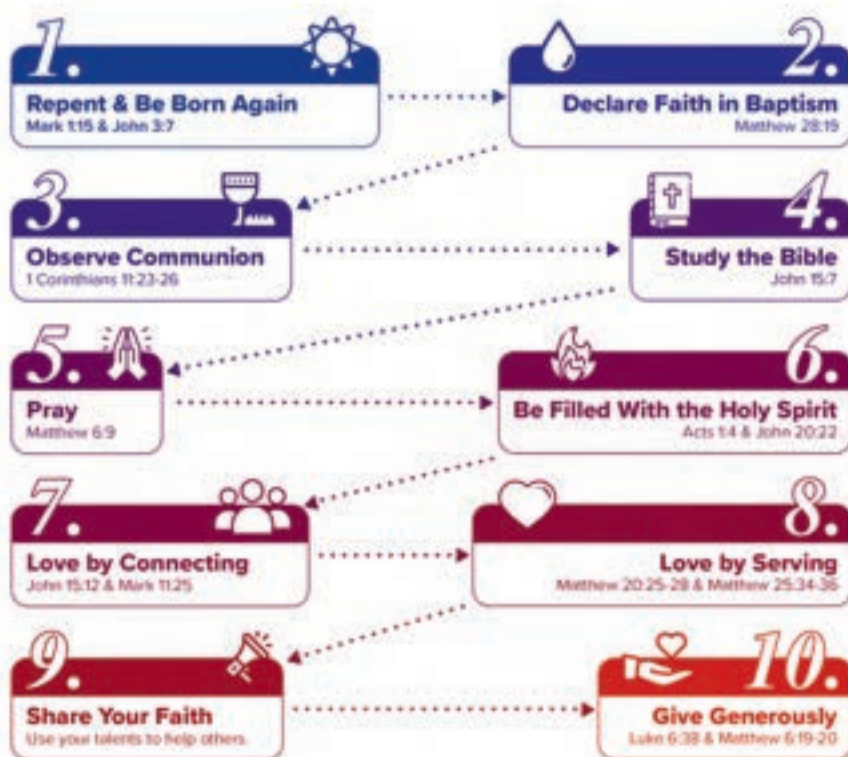 1.
Repent & Be Born Again
Mark 1:15 & John 3:7
2.
Declare Faith in Baptism
Matthew 28:19
3.
Observe Communion
1 Corinthians 11:23-26
4.
Study the Bible
John 15:7
5.
Pray
Matthew 6:9
6.
Be Filled With the Holy Spirit
Acts 1:4 & John 20:22
7.
Love by Connecting
John 15:12 & Mark 11:25
8.
Love by Serving
Matthew 20:25-28 & Matthew 25:34-36
9.
Share Your Faith
Use your talents to help others.
10.
Give Generously
Luke 6:38 & Matthew 6:19-20